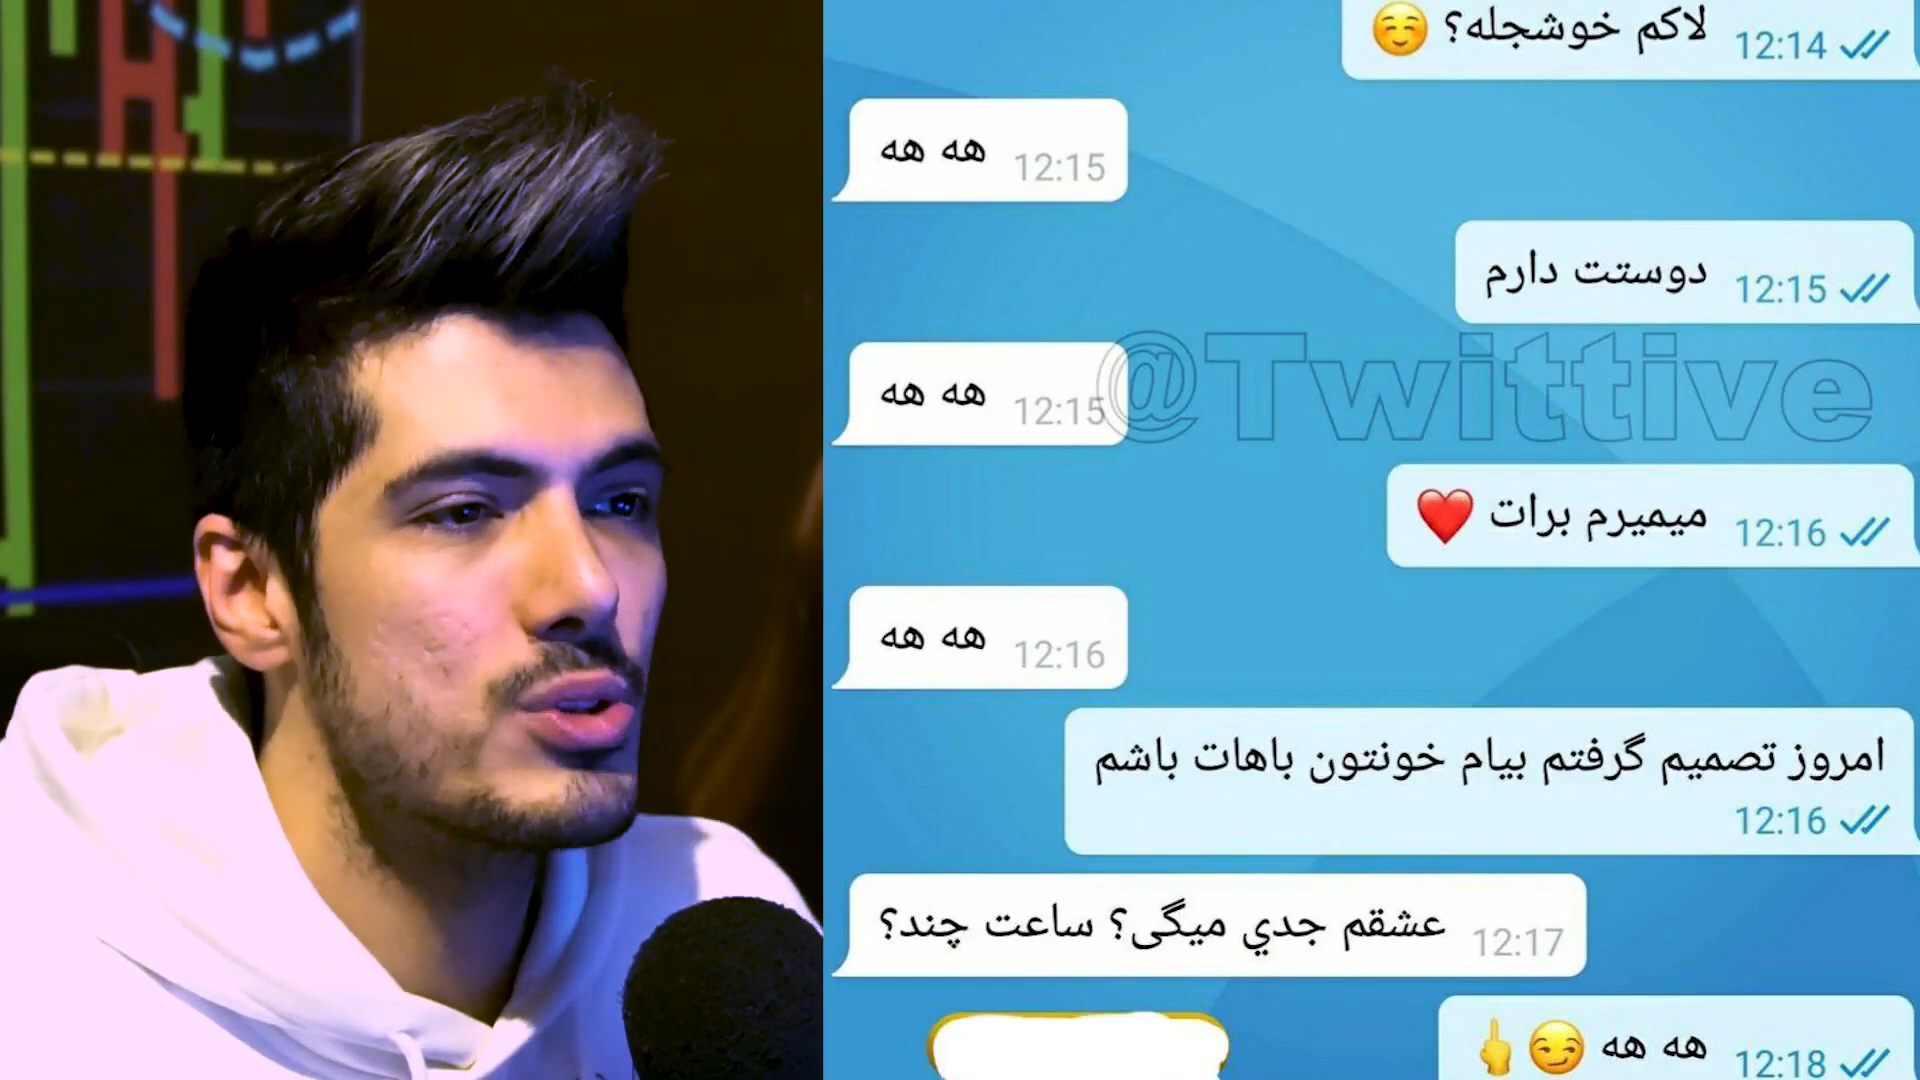 لاکم خوشجله؟ ☺️ 12:14
هه هه 12:15
دوستت دارم 12:15
@Twittive
هه هه 12:15
میمیرم برات ❤️ 12:16
هه هه 12:16
امروز تصمیم گرفتم بیام خونتون باهات باشم
12:16
عشقم جدي میگی؟ ساعت چند؟ 12:17
هه هه 😏🖕 12:18